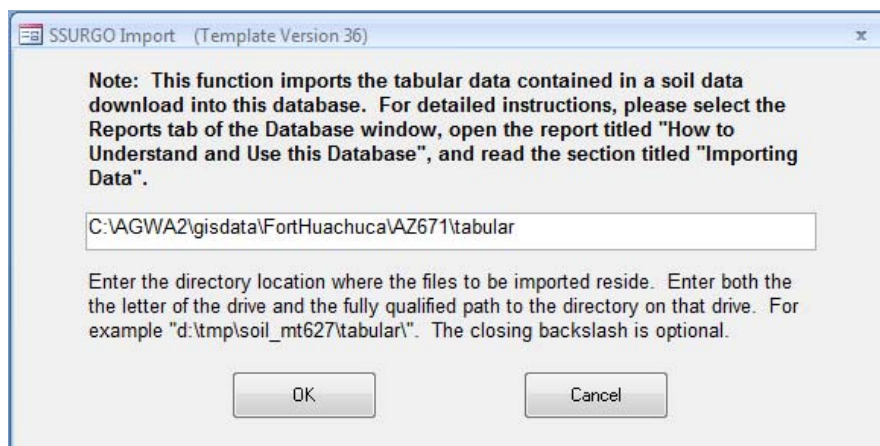 SSURGO Import (Template Version 36)
x
Note: This function imports the tabular data contained in a soil data
download into this database. For detailed instructions, please select the
Reports tab of the Database window, open the report titled "How to
Understand and Use this Database", and read the section titled "Importing
Data".
C:\AGWA2\gisdata\FortHuachuca\AZ671\tabular
Enter the directory location where the files to be imported reside. Enter both the
the letter of the drive and the fully qualified path to the directory on that drive. For
example "d:\tmp\soil_mt627\tabular\". The closing backslash is optional.
OK Cancel